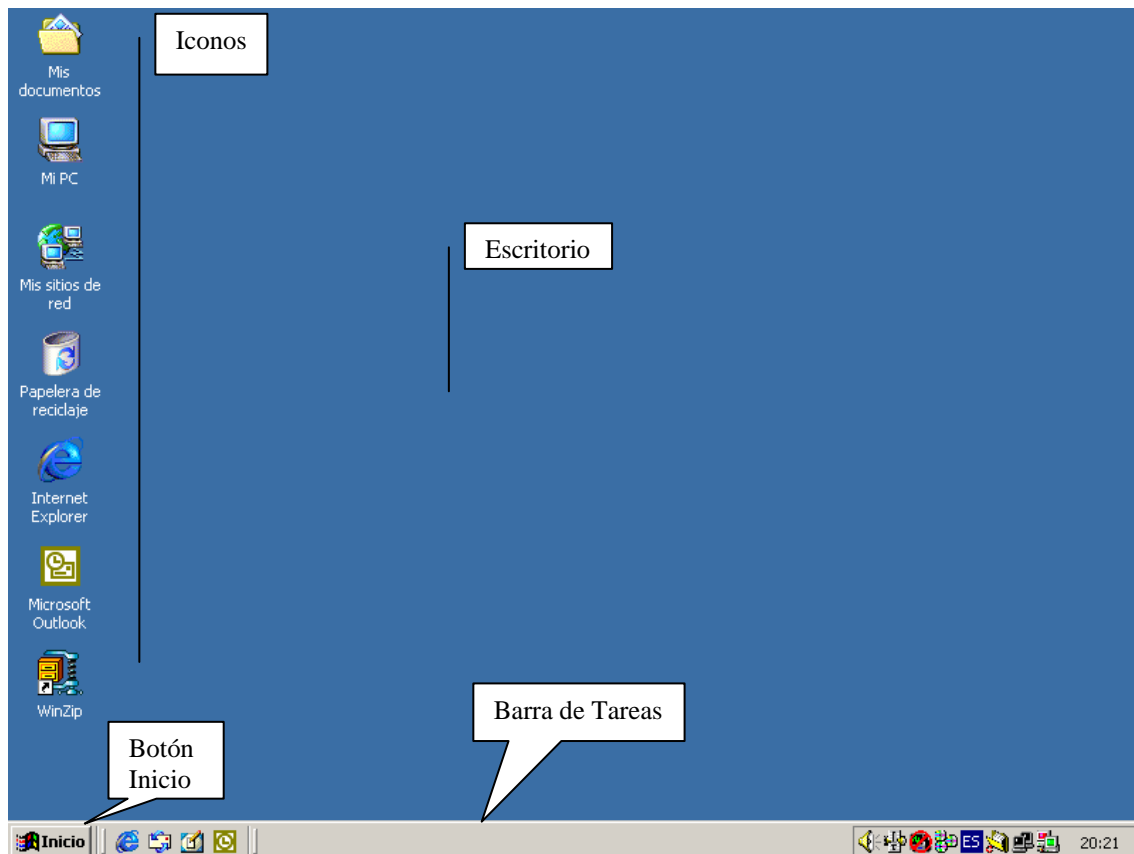 Iconos
Mis
documentos
Mi PC
Mis sitios de
red
Escritorio
Papelera de
reciclaje
Internet
Explorer
Microsoft
Outlook
WinZip
Barra de Tareas
Botón
Inicio
Inicio
ES
20:21